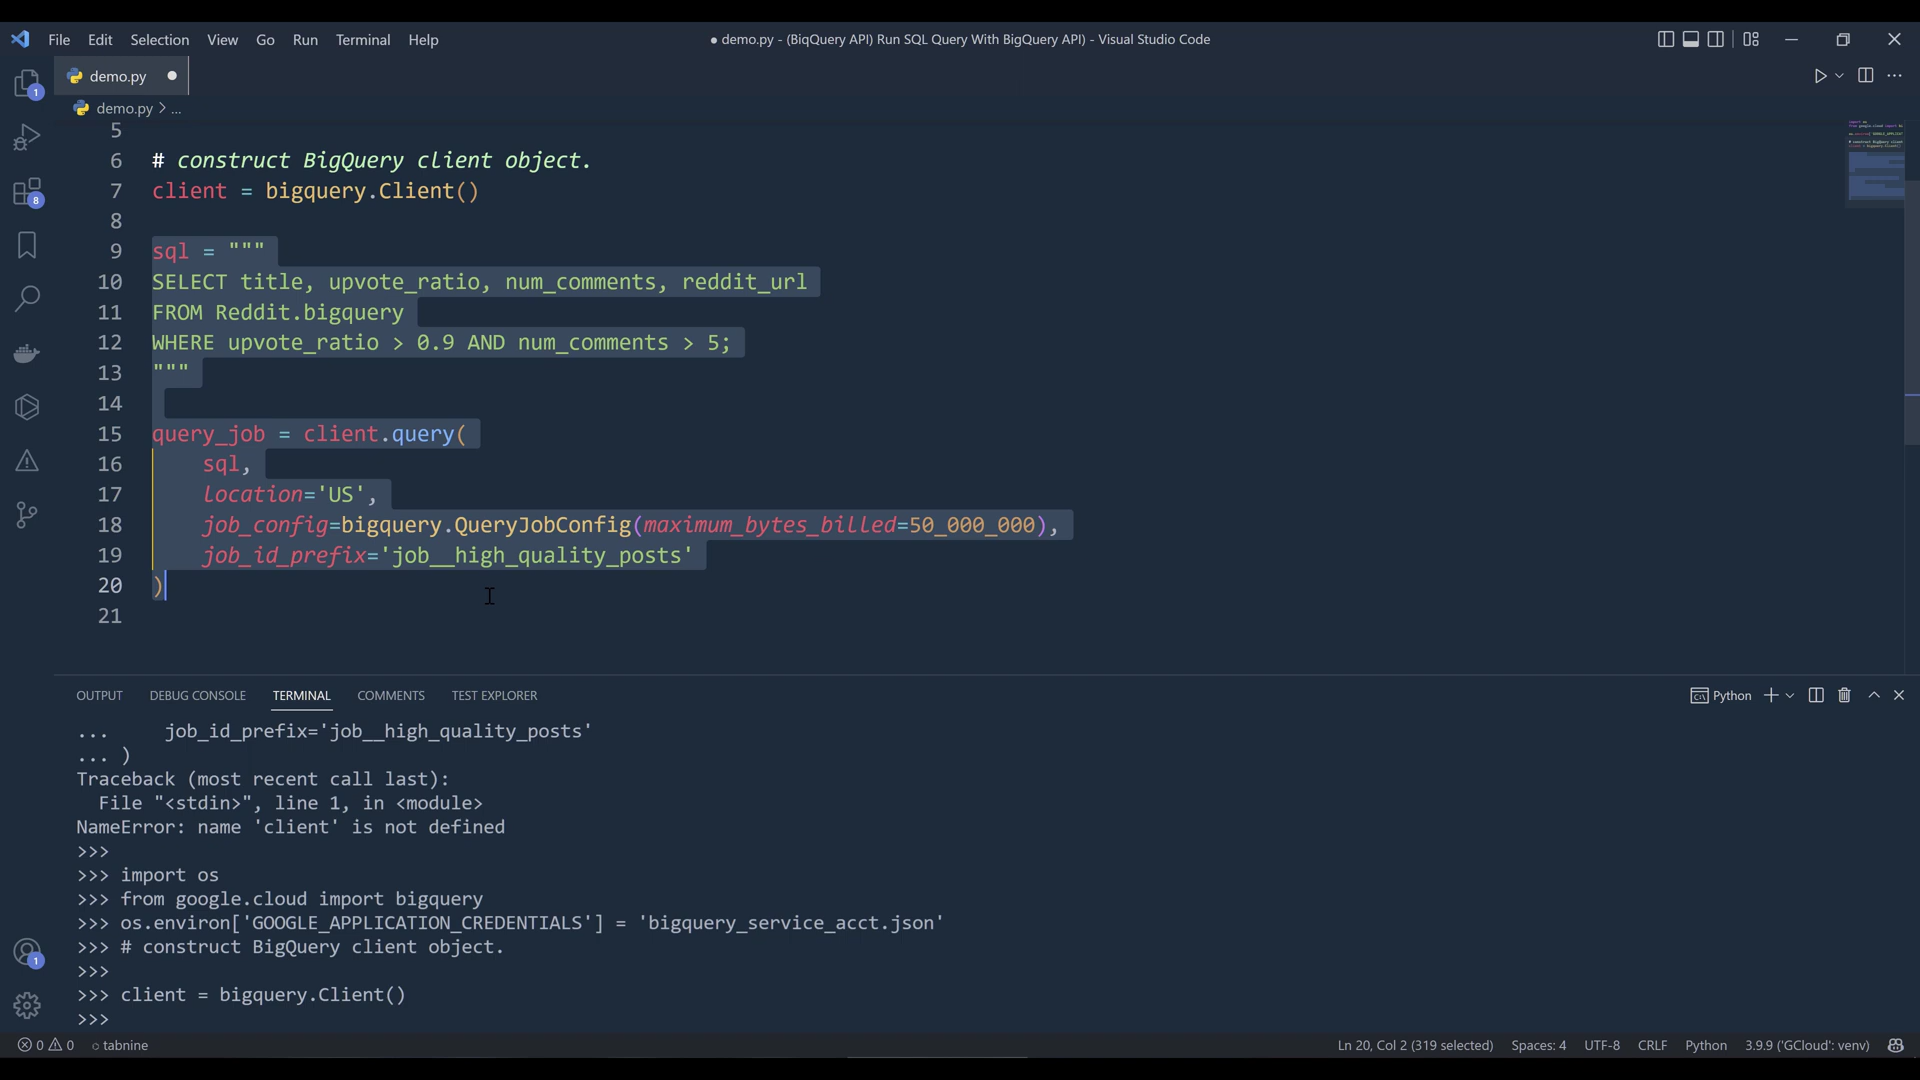 File Edit Selection View Go Run Terminal Help
● demo.py - (BiqQuery API) Run SQL Query With BigQuery API) - Visual Studio Code
demo.py ●
demo.py > ...
1
8
1
5
6 # construct BigQuery client object.
7 client = bigquery.Client()
8
9 sql = """
10 SELECT title, upvote_ratio, num_comments, reddit_url
11 FROM Reddit.bigquery
12 WHERE upvote_ratio > 0.9 AND num_comments > 5;
13 """
14
15 query_job = client.query(
16     sql,
17     location='US',
18     job_config=bigquery.QueryJobConfig(maximum_bytes_billed=50_000_000),
19     job_id_prefix='job__high_quality_posts'
20 )
21
OUTPUT DEBUG CONSOLE TERMINAL COMMENTS TEST EXPLORER
Python
...     job_id_prefix='job__high_quality_posts'
... )
Traceback (most recent call last):
  File "<stdin>", line 1, in <module>
NameError: name 'client' is not defined
>>>
>>> import os
>>> from google.cloud import bigquery
>>> os.environ['GOOGLE_APPLICATION_CREDENTIALS'] = 'bigquery_service_acct.json'
>>> # construct BigQuery client object.
>>>
>>> client = bigquery.Client()
>>>
0 0 tabnine
Ln 20, Col 2 (319 selected) Spaces: 4 UTF-8 CRLF Python 3.9.9 ('GCloud': venv)